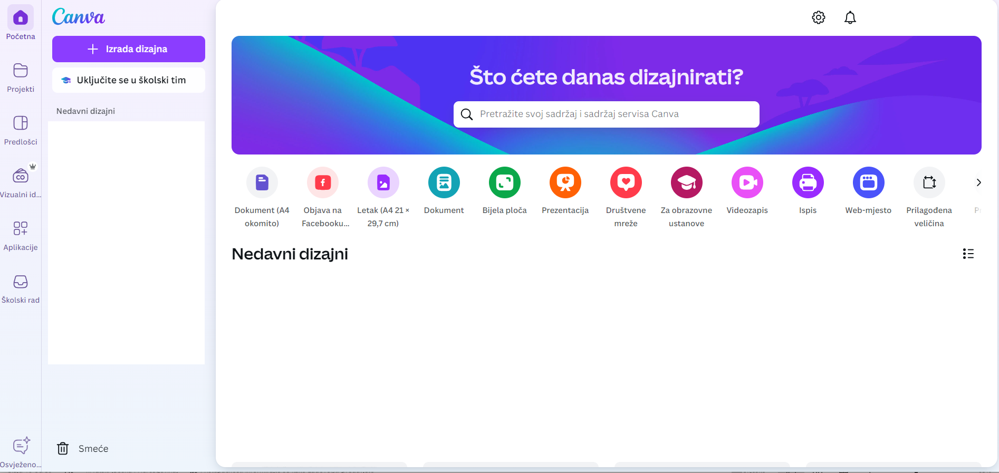 Početna
Projekti
Predlošci
CO
Vizualni id...
Aplikacije
Školski rad
Osvježeno...
Canva
Izrada dizajna
Uključite se u školski tim
Nedavni dizajni
Smeće
Što ćete danas dizajnirati?
Pretražite svoj sadržaj i sadržaj servisa Canva
Dokument (A4
okomito)
Objava na
Facebooku...
Letak (A4 21 ×
29,7 cm)
Dokument
Bijela ploča
Prezentacija
Društvene
mreže
Za obrazovne
ustanove
Videozapis
Ispis
Web-mjesto
Prilagođena
veličina
Nedavni dizajni